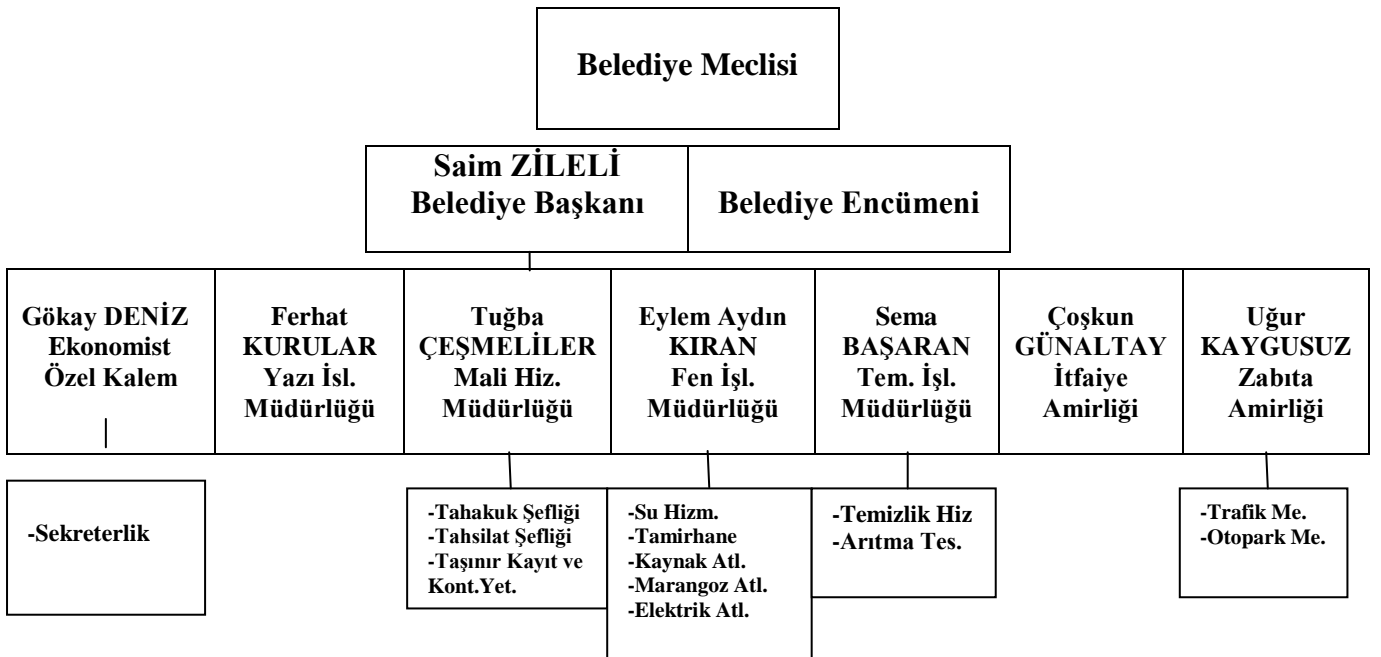 Belediye Meclisi
Saim ZİLELİ
Belediye Başkanı
Belediye Encümeni
Gökay DENİZ
Ekonomist
Özel Kalem
Ferhat
KURULAR
Yazı İsl.
Müdürlüğü
Tuğba
ÇEŞMELİLER
Mali Hiz.
Müdürlüğü
Eylem Aydın
KIRAN
Fen İşl.
Müdürlüğü
Sema
BAŞARAN
Tem. İşl.
Müdürlüğü
Çoşkun
GÜNALTAY
İtfaiye
Amirliği
Uğur
KAYGUSUZ
Zabıta
Amirliği
-Sekreterlik
-Tahakuk Şefliği
-Tahsilat Şefliği
-Taşınır Kayıt ve
Kont.Yet.
-Su Hizm.
-Tamirhane
-Kaynak Atl.
-Marangoz Atl.
-Elektrik Atl.
-Temizlik Hiz
-Arıtma Tes.
-Trafik Me.
-Otopark Me.